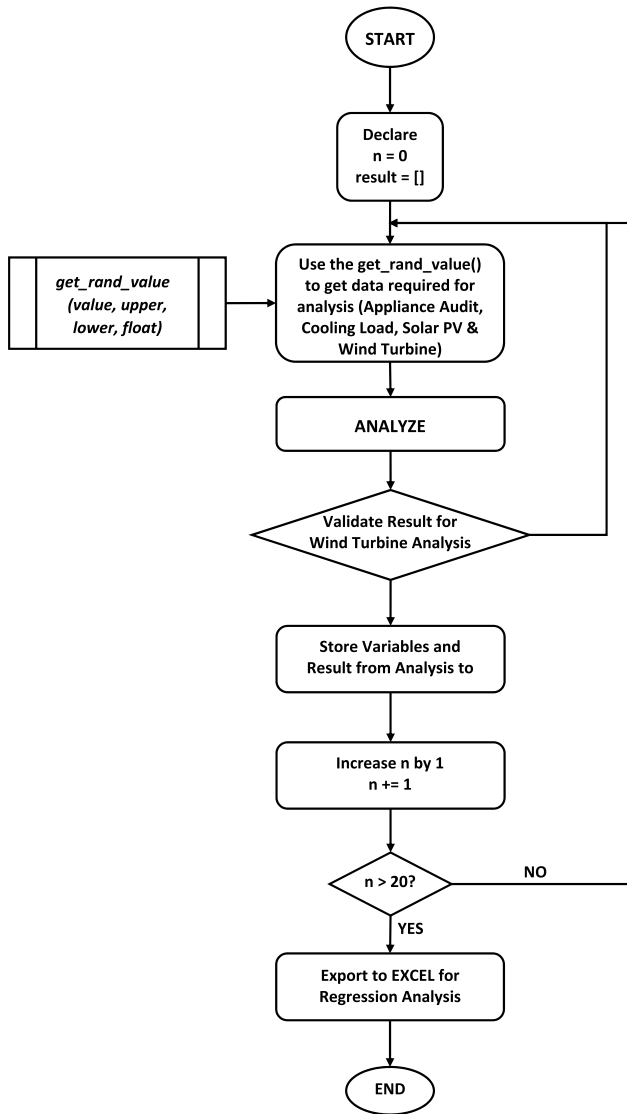 START
Declare
n = 0
result = []
get_rand_value
(value, upper,
lower, float)
Use the get_rand_value()
to get data required for
analysis (Appliance Audit,
Cooling Load, Solar PV &
Wind Turbine)
ANALYZE
Validate Result for
Wind Turbine Analysis
Store Variables and
Result from Analysis to
Increase n by 1
n += 1
n > 20?
NO
YES
Export to EXCEL for
Regression Analysis
END